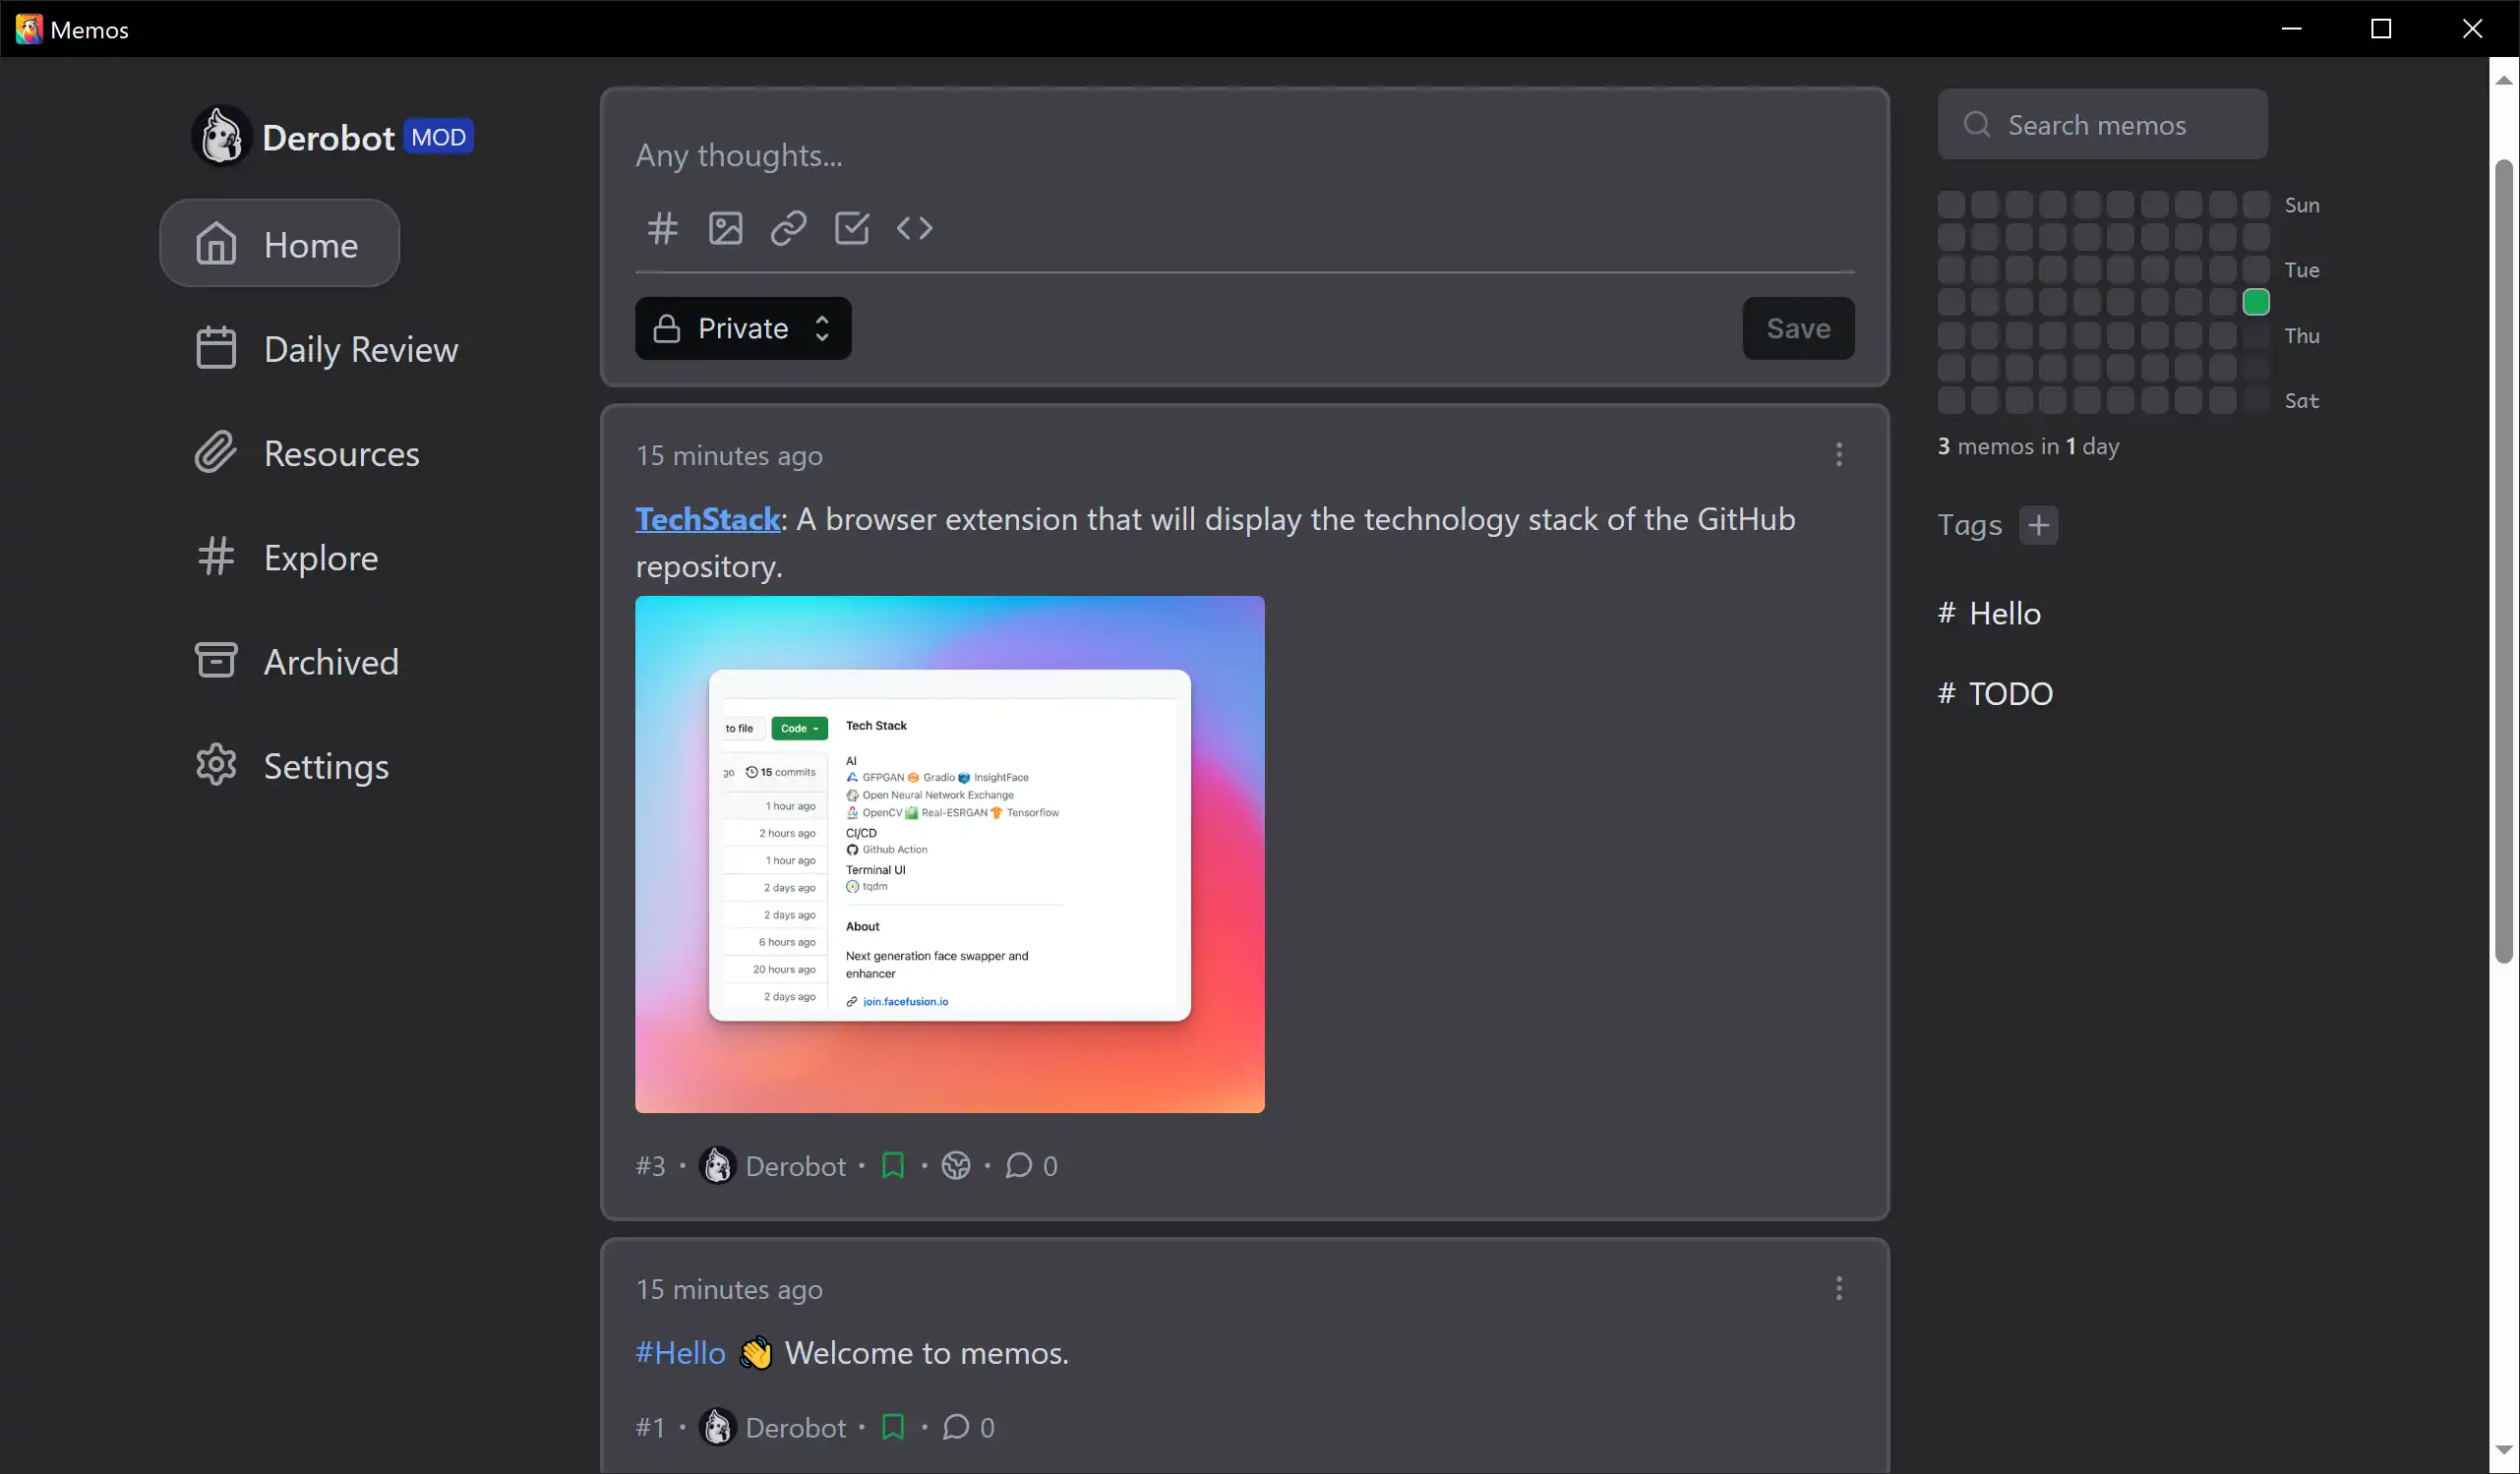 Memos
Derobot MOD
Home
Daily Review
Resources
Explore
Archived
Settings
Any thoughts...
Private
Save
15 minutes ago
TechStack: A browser extension that will display the technology stack of the GitHub
repository.
to file
Code
go 15 commits
1 hour ago
2 hours ago
1 hour ago
2 days ago
2 days ago
6 hours ago
20 hours ago
2 days ago
Tech Stack
AI
GFPGAN Gradio InsightFace
Open Neural Network Exchange
OpenCV Real-ESRGAN Tensorflow
CI/CD
Github Action
Terminal UI
tqdm
About
Next generation face swapper and
enhancer
join.facefusion.io
#3 • Derobot • • • 0
15 minutes ago
#Hello 👋 Welcome to memos.
#1 • Derobot • • 0
Search memos
Sun
Tue
Thu
Sat
3 memos in 1 day
Tags +
# Hello
# TODO